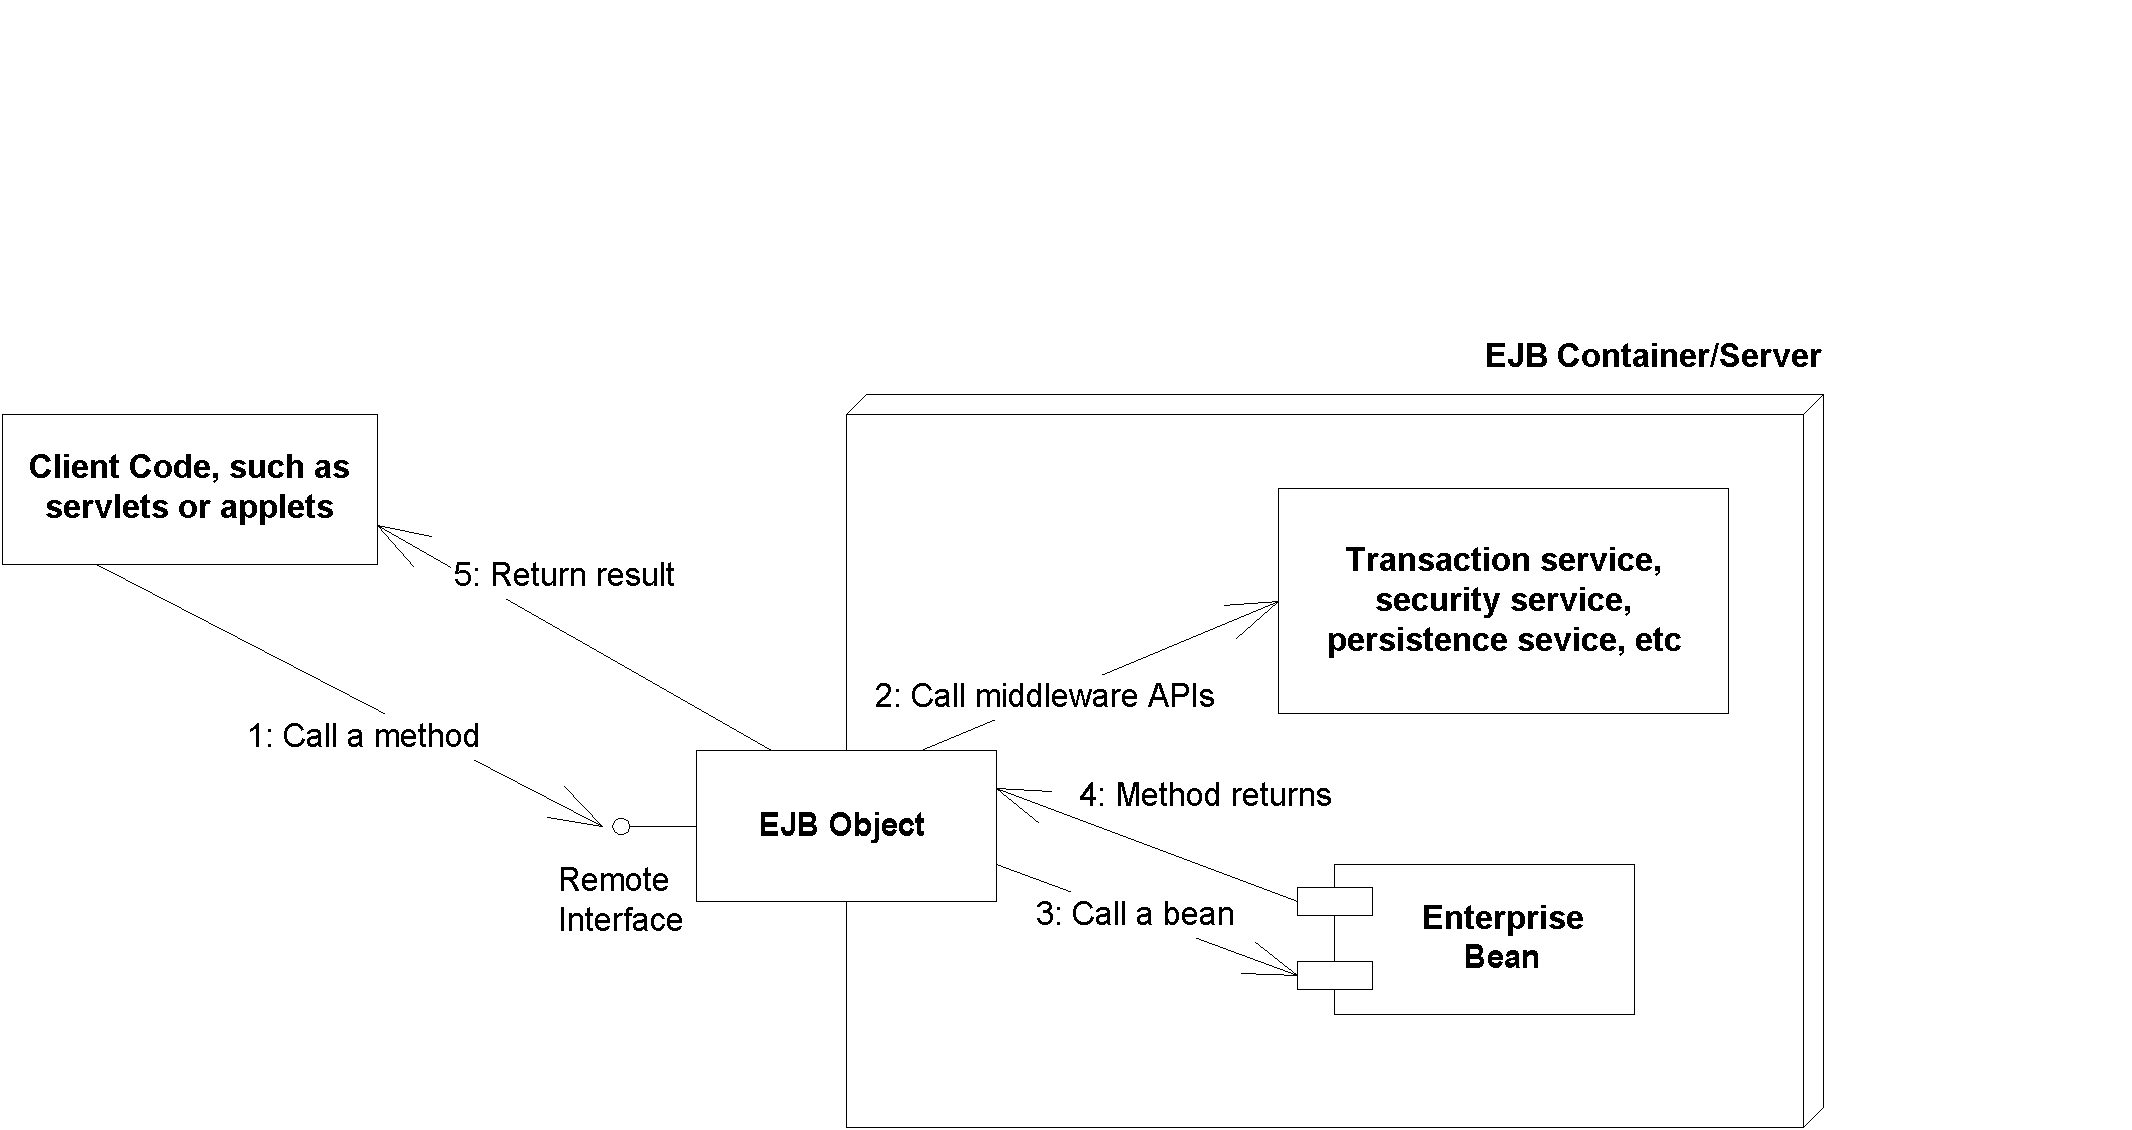 EJB Container/Server
Client Code, such as
servlets or applets
5: Return result
Transaction service,
security service,
persistence sevice, etc
2: Call middleware APIs
1: Call a method
4: Method returns
EJB Object
Remote
Interface
3: Call a bean
Enterprise
Bean